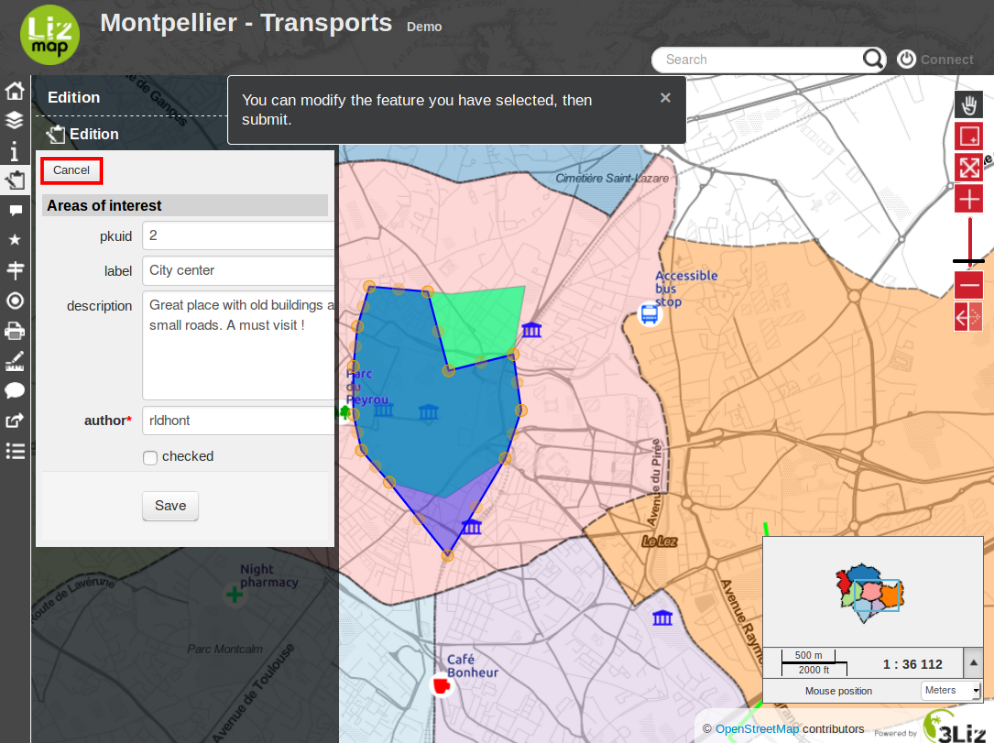 Liz
map
Montpellier - Transports Demo
Search
Connect
de Ganges
Edition
You can modify the feature you have selected, then
submit.
×
Edition
Cancel
Areas of interest
pkuid
2
label
City center
description
Great place with old buildings a
small roads. A must visit !
author*
rldhont
checked
Save
Cimetière Saint-Lazare
Accessible
bus
stop
Parc
du
Peyrou
Avenue du Pirée
Le Lez
Night
pharmacy
Route de Lavérune
Parc Montcalm
Avenue de Toulouse
Café
Bonheur
Avenue Raym
500 m
2000 ft
1 : 36 112
Mouse position
Meters
© OpenStreetMap contributors
Powered by
3Liz